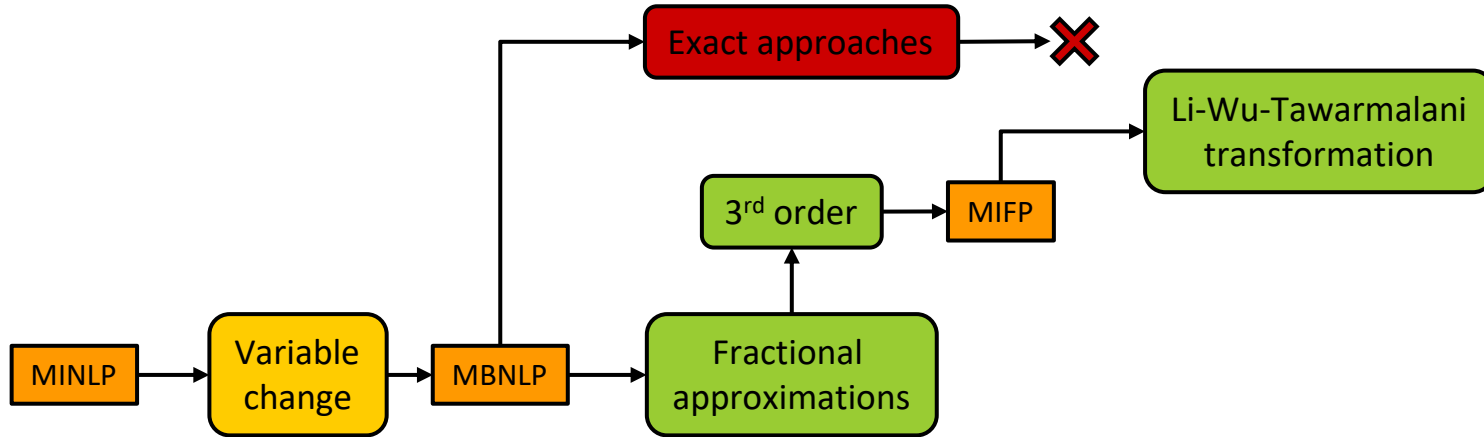 Exact approaches
Li-Wu-Tawarmalani
transformation
3rd order
MIFP
MINLP
Variable
change
MBNLP
Fractional
approximations